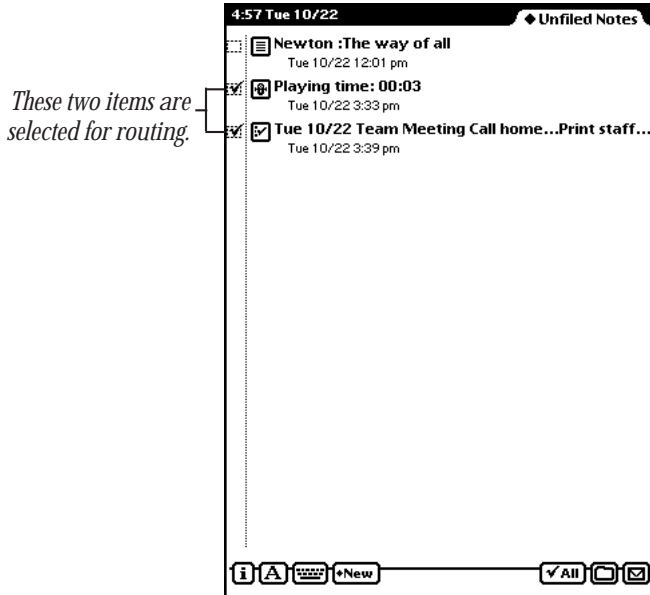 4:57 Tue 10/22
◆ Unfiled Notes
Newton :The way of all
Tue 10/22 12:01 pm
Playing time: 00:03
Tue 10/22 3:33 pm
Tue 10/22 Team Meeting Call home…Print staff…
Tue 10/22 3:39 pm
These two items are
selected for routing.
i A •New ✓All